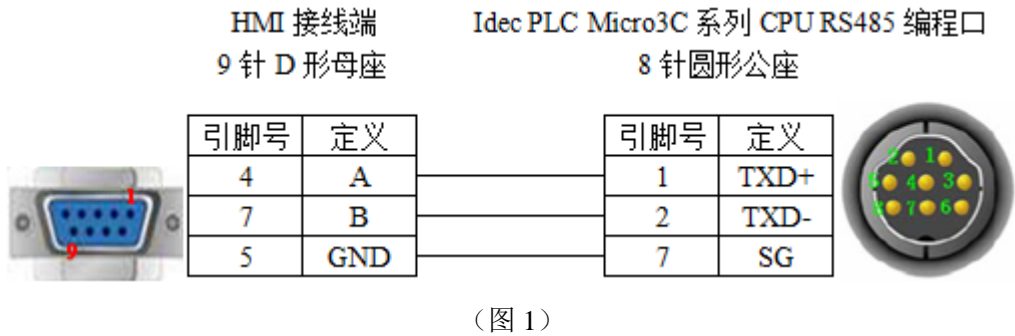 HMI 接线端
9 针 D 形母座
Idec PLC Micro3C 系列 CPU RS485 编程口
8 针圆形公座
引脚号 定义
4 A
7 B
5 GND
引脚号 定义
1 TXD+
2 TXD-
7 SG
1
9
2 1
5 4 3
8 7 6
（图 1）